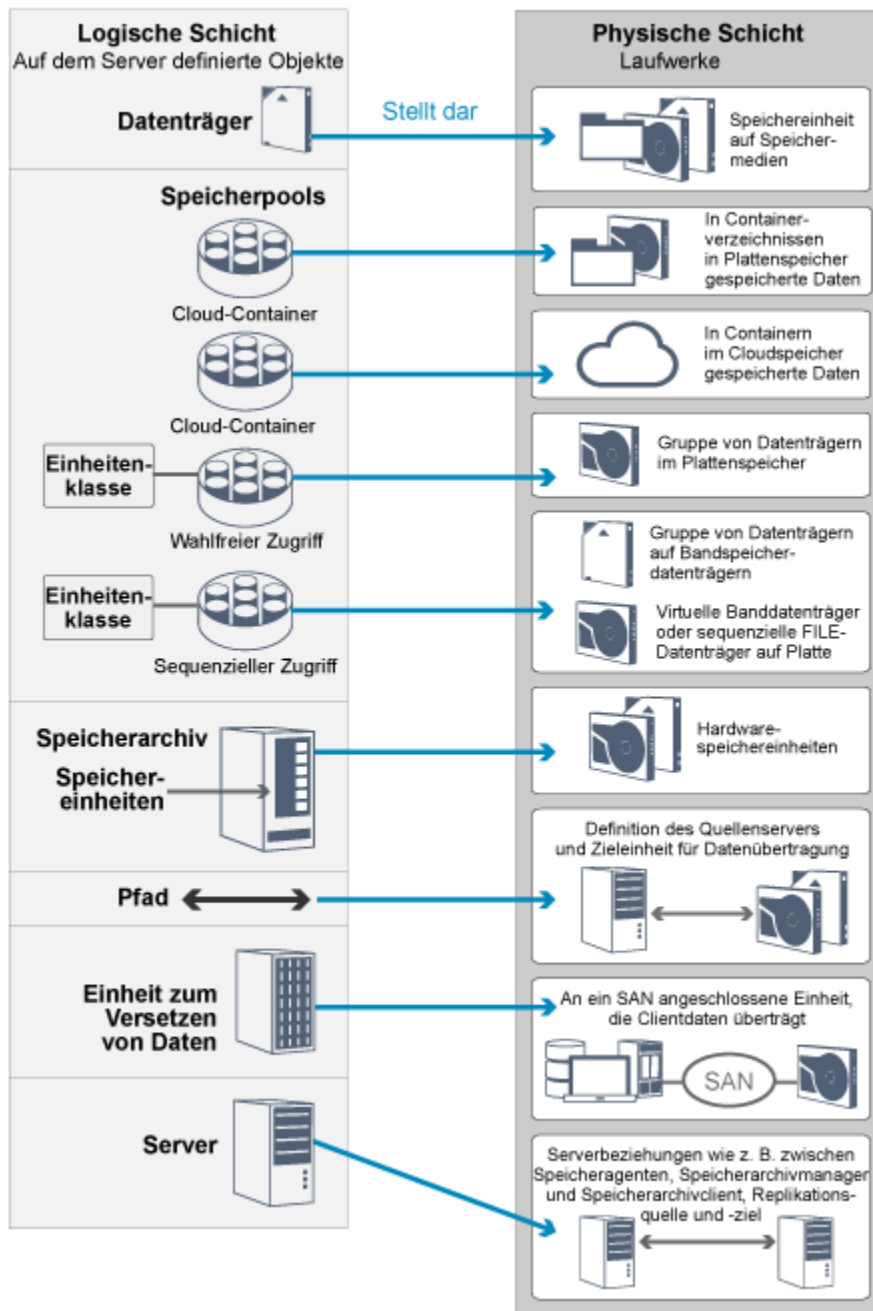 Logische Schicht
Auf dem Server definierte Objekte
Physische Schicht
Laufwerke
Datenträger
Stellt dar
Speichereinheit
auf Speicher-
medien
Speicherpools
Cloud-Container
In Container-
verzeichnissen
in Plattenspeicher
gespeicherte Daten
Cloud-Container
In Containern
im Cloudspeicher
gespeicherte Daten
Einheiten-
klasse
Wahlfreier Zugriff
Gruppe von Datenträgern
im Plattenspeicher
Einheiten-
klasse
Sequenzieller Zugriff
Gruppe von Datenträgern
auf Bandspeicher-
datenträgern
Virtuelle Banddatenträger
oder sequenzielle FILE-
Datenträger auf Platte
Speicherarchiv
Speicher-
einheiten
Hardware-
speichereinheiten
Pfad
Definition des Quellenservers
und Zieleinheit für Datenübertragung
Einheit zum
Versetzen
von Daten
An ein SAN angeschlossene Einheit,
die Clientdaten überträgt
SAN
Server
Serverbeziehungen wie z. B. zwischen
Speicheragenten, Speicherarchivmanager
und Speicherarchivclient, Replikations-
quelle und -ziel